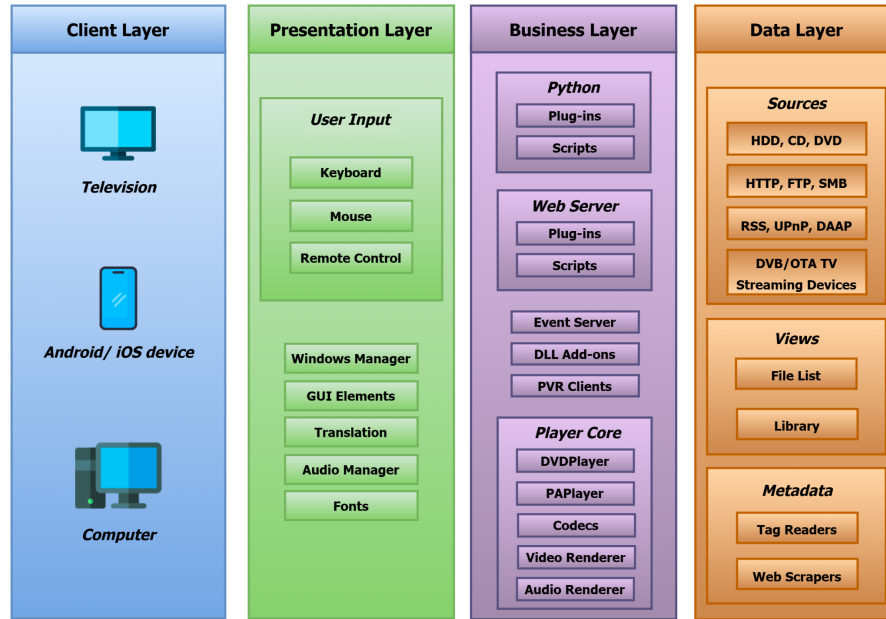 Client Layer
Television
Android/ iOS device
Computer
Presentation Layer
User Input
Keyboard
Mouse
Remote Control
Windows Manager
GUI Elements
Translation
Audio Manager
Fonts
Business Layer
Python
Plug-ins
Scripts
Web Server
Plug-ins
Scripts
Event Server
DLL Add-ons
PVR Clients
Player Core
DVDPlayer
PAPlayer
Codecs
Video Renderer
Audio Renderer
Data Layer
Sources
HDD, CD, DVD
HTTP, FTP, SMB
RSS, UPnP, DAAP
DVB/OTA TV
Streaming Devices
Views
File List
Library
Metadata
Tag Readers
Web Scrapers